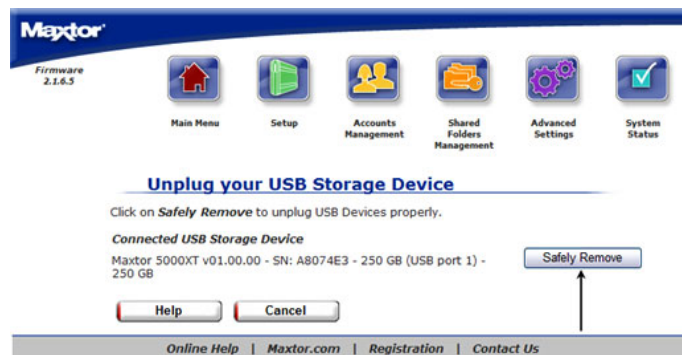 Maxtor
Firmware
2.1.6.5
Main Menu
Setup
Accounts
Management
Shared
Folders
Management
Advanced
Settings
System
Status
Unplug your USB Storage Device
Click on Safely Remove to unplug USB Devices properly.
Connected USB Storage Device
Maxtor 5000XT v01.00.00 - SN: A8074E3 - 250 GB (USB port 1) -
250 GB
Safely Remove
Help
Cancel
Online Help | Maxtor.com | Registration | Contact Us